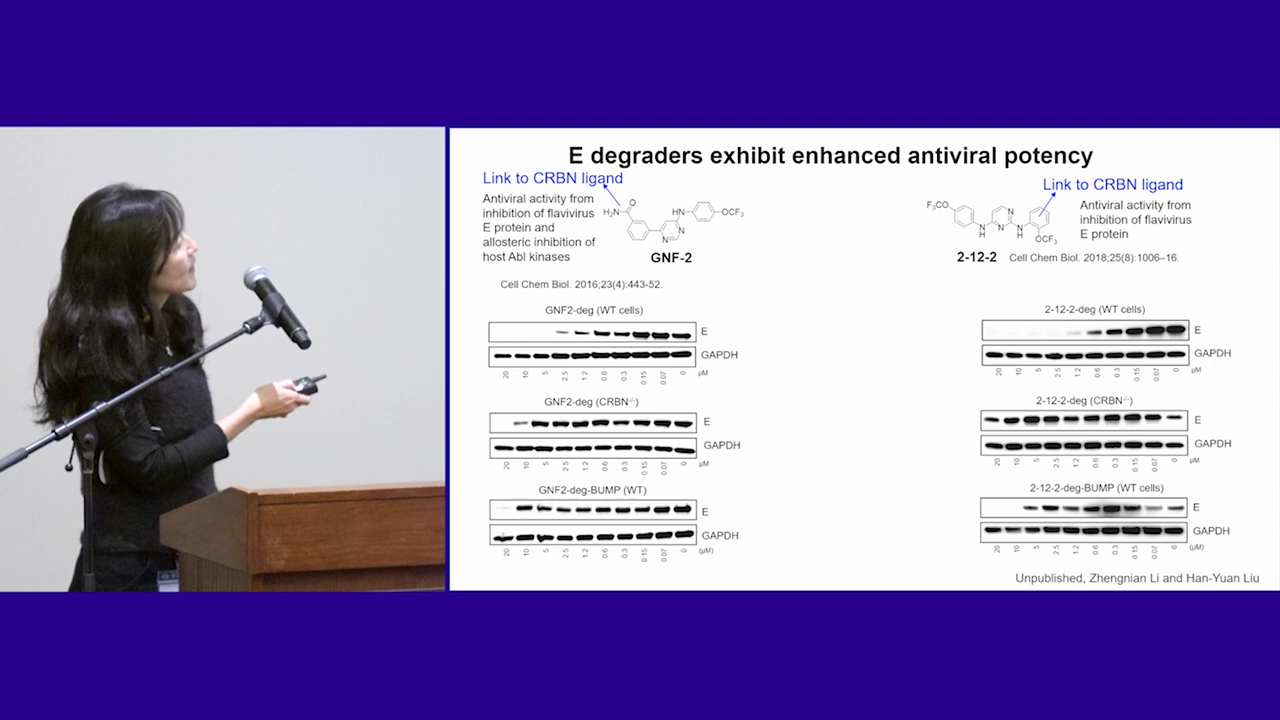 E degraders exhibit enhanced antiviral potency
Link to CRBN ligand
Antiviral activity from
inhibition of flavivirus
E protein and
allosteric inhibition of
host Abl kinases
H₂N
O
N
N
HN
OCF₃
GNF-2
Cell Chem Biol. 2016;23(4):443-52.
GNF2-deg (WT cells)
E
GAPDH
20 10 5 2.5 1.2 0.6 0.3 0.15 0.07 0 μM
GNF2-deg (CRBN⁻/⁻)
E
GAPDH
20 10 5 2.5 1.2 0.6 0.3 0.15 0.07 0 μM
GNF2-deg-BUMP (WT)
E
GAPDH
20 10 5 2.5 1.2 0.6 0.3 0.15 0.07 0 (μM)
Link to CRBN ligand
F₃CO
NH
N
N
NH
OCF₃
Antiviral activity from
inhibition of flavivirus
E protein
2-12-2 Cell Chem Biol. 2018;25(8):1006–16.
2-12-2-deg (WT cells)
E
GAPDH
20 10 5 2.5 1.2 0.6 0.3 0.15 0.07 0 μM
2-12-2-deg (CRBN⁻/⁻)
E
GAPDH
20 10 5 2.5 1.2 0.6 0.3 0.15 0.07 0 μM
2-12-2-deg-BUMP (WT cells)
E
GAPDH
20 10 5 2.5 1.2 0.6 0.3 0.15 0.07 0 (μM)
Unpublished, Zhengnian Li and Han-Yuan Liu